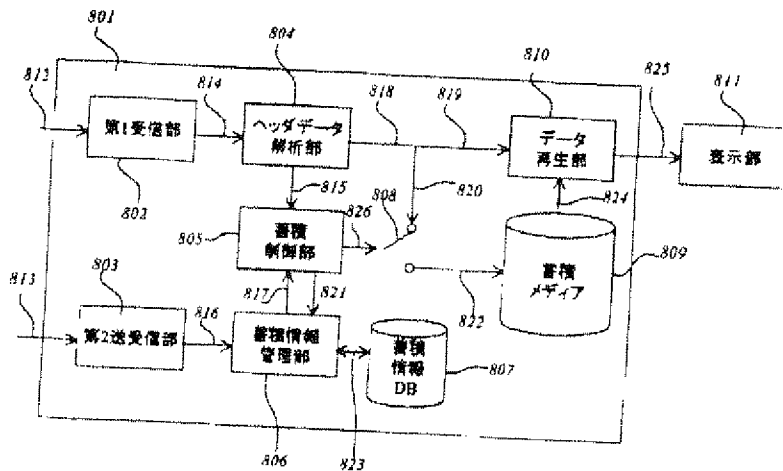 801
804
810
825
811
812
814
818
819
第1受信部
ヘッダデータ
解析部
データ
再生部
表示部
802
815
820
824
826
808
805
蓄積
制御部
809
蓄積
メディア
803
817
821
822
813
816
第2送受信部
蓄積情報
管理部
蓄積
情報
DB
807
806
823